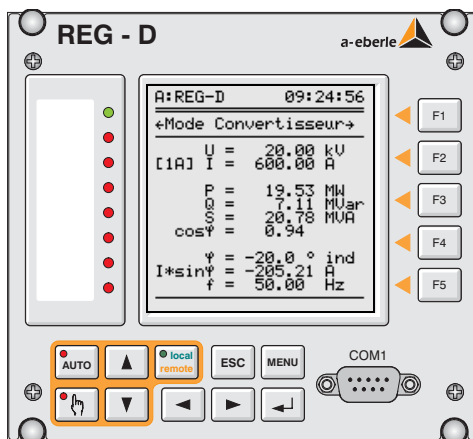 REG - D
a-eberle
A:REG-D 09:24:56
←Mode Convertisseur→
U = 20.00 kV
[1A] I = 600.00 A
P = 19.53 MW
Q = 7.11 MVar
S = 20.78 MVA
cosφ = 0.94
φ = -20.0 ° ind
I*sinφ = -205.21 A
f = 50.00 Hz
F1
F2
F3
F4
F5
AUTO
local
remote
ESC
MENU
COM1